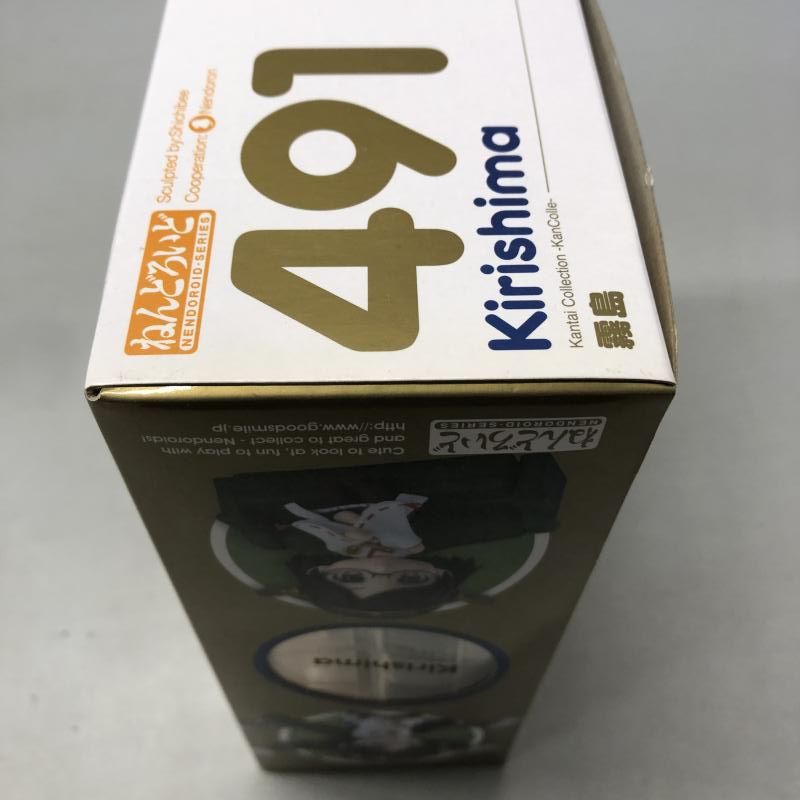 ねんどろいど
NENDOROID-SERIES
Sculpted by:Shichibee
Cooperation: Nendoron
491
Kirishima
Kantai Collection -KanColle-
霧島
ねんどろいど
NENDOROID-SERIES
Cute to look at, fun to play with
and great to collect - Nendoroids!
http://www.goodsmile.jp
Kirishima